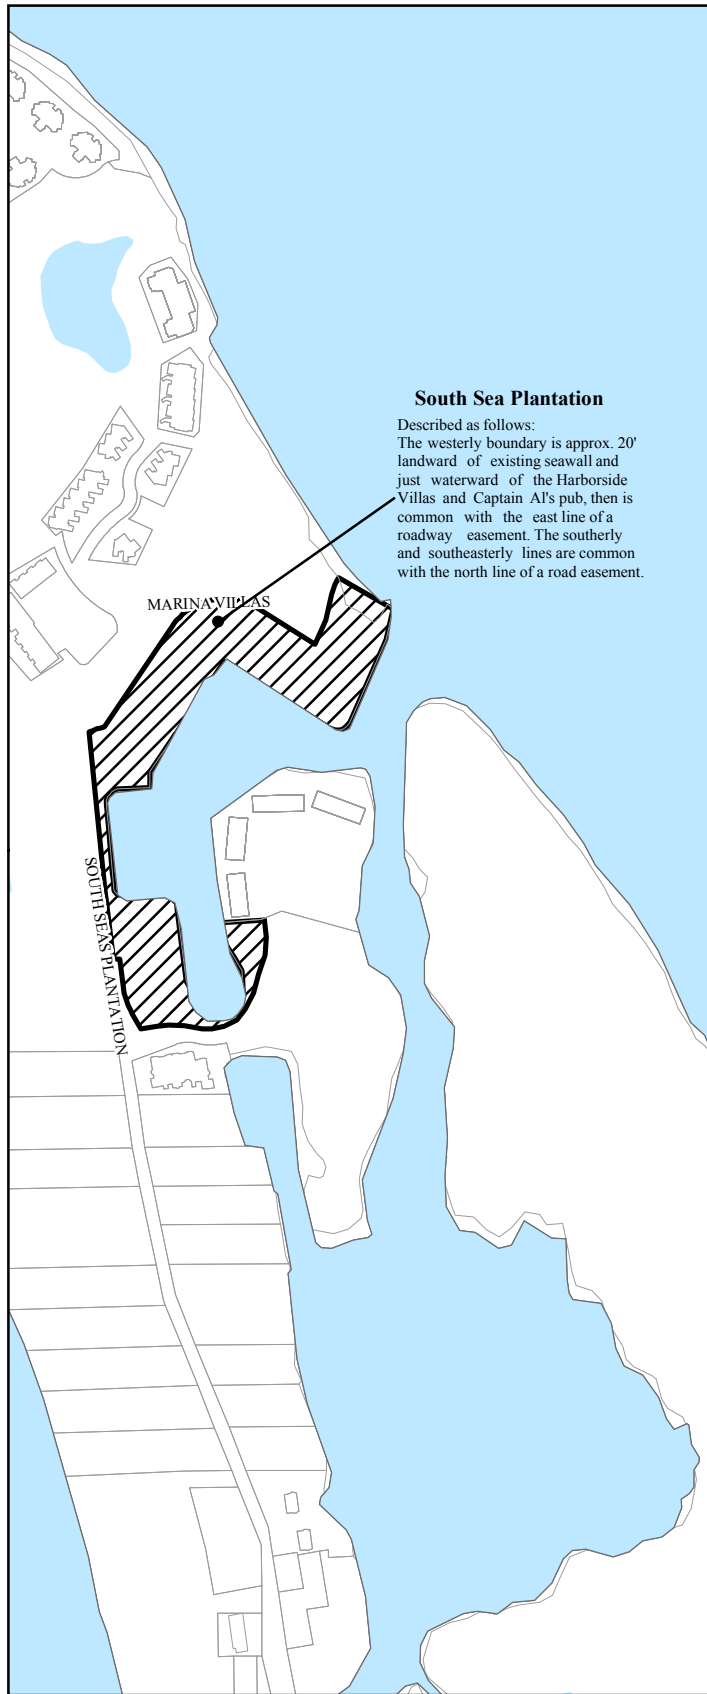 South Sea Plantation
Described as follows:
The westerly boundary is approx. 20'
landward of existing seawall and
just waterward of the Harborside
Villas and Captain Al's pub, then is
common with the east line of a
roadway easement. The southerly
and southeasterly lines are common
with the north line of a road easement.
MARINA VILLAS
SOUTH SEAS PLANTATION